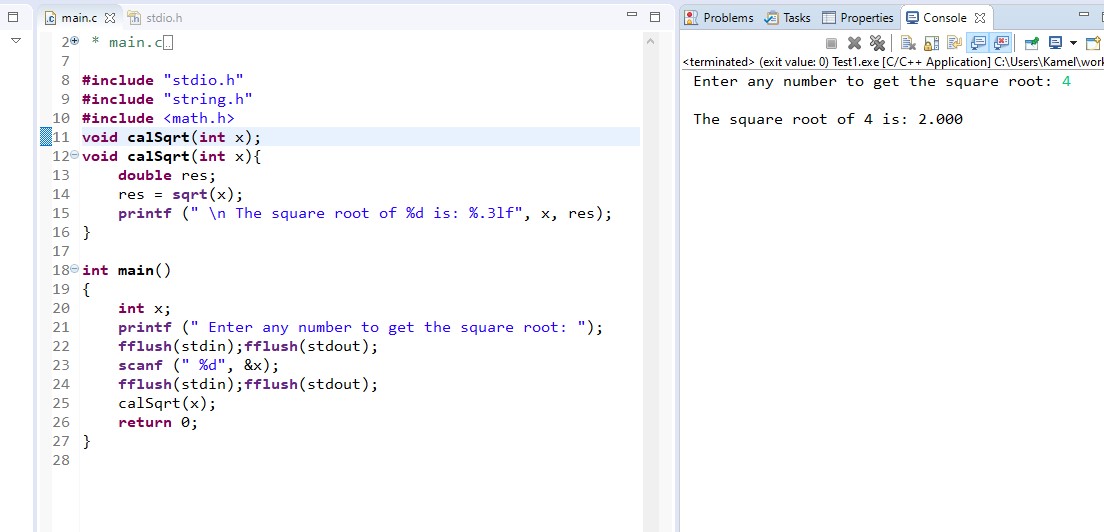 main.c
stdio.h
2 * main.c
7
8 #include "stdio.h"
9 #include "string.h"
10 #include <math.h>
11 void calSqrt(int x);
12 void calSqrt(int x){
13     double res;
14     res = sqrt(x);
15     printf (" \n The square root of %d is: %.3lf", x, res);
16 }
17
18 int main()
19 {
20     int x;
21     printf (" Enter any number to get the square root: ");
22     fflush(stdin);fflush(stdout);
23     scanf (" %d", &x);
24     fflush(stdin);fflush(stdout);
25     calSqrt(x);
26     return 0;
27 }
28
Problems Tasks Properties Console
<terminated> (exit value: 0) Test1.exe [C/C++ Application] C:\Users\Kamel\work
Enter any number to get the square root: 4
The square root of 4 is: 2.000